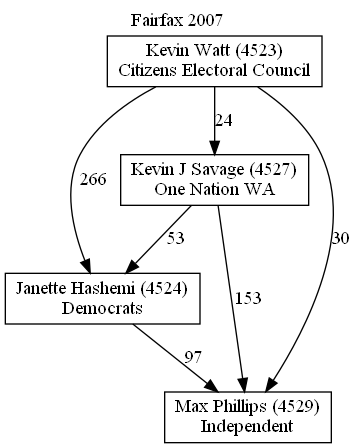 Fairfax 2007
Kevin Watt (4523)
Citizens Electoral Council
24
Kevin J Savage (4527)
One Nation WA
266
53
30
153
Janette Hashemi (4524)
Democrats
97
Max Phillips (4529)
Independent